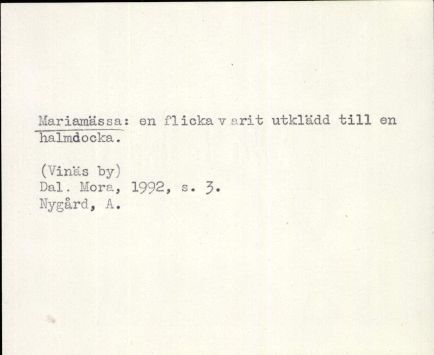 Mariamässa: en flicka varit utklädd till en
halmdocka.
(Vinäs by)
Dal. Mora, 1992, s. 3.
Nygård, A.